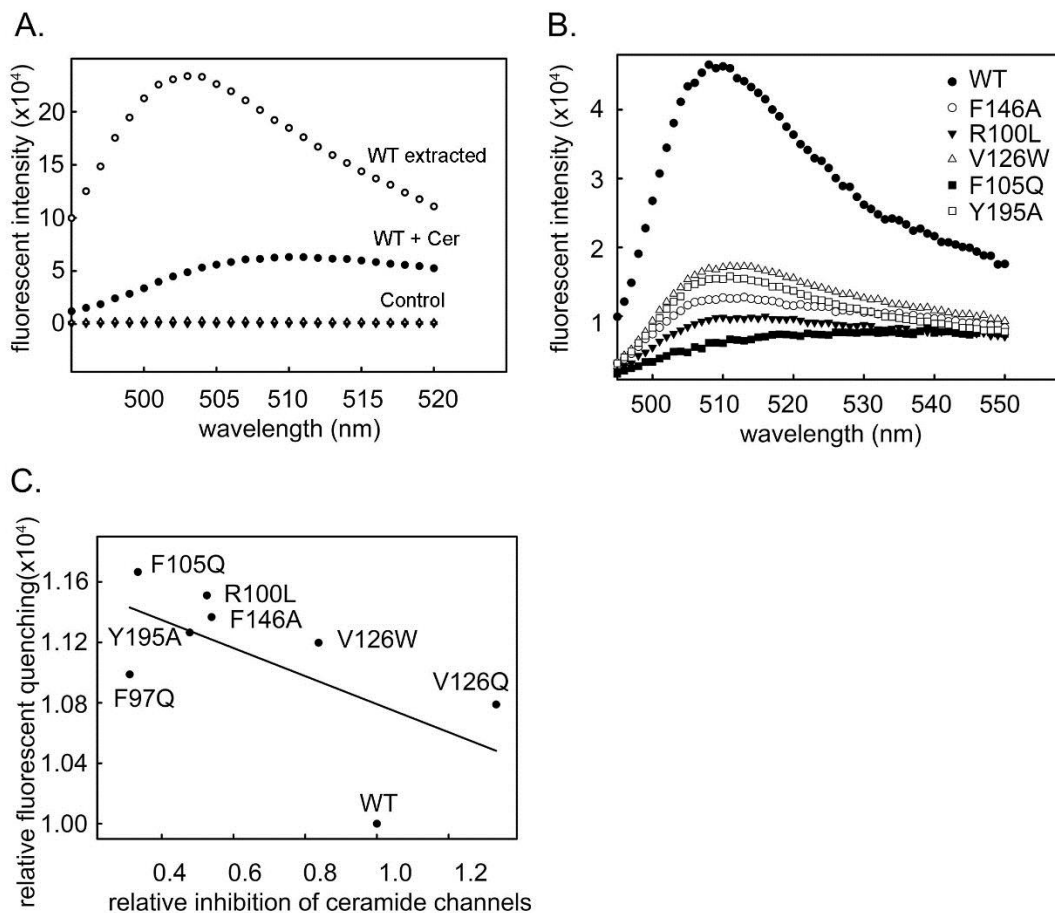 A.
fluorescent intensity (x10⁴)
20
10
5
0
WT extracted
WT + Cer
Control
500 505 510 515 520
wavelength (nm)
B.
fluorescent intensity (x10⁴)
4
2
1
WT
F146A
R100L
V126W
F105Q
Y195A
500 510 520 530 540 550
wavelength (nm)
C.
relative fluorescent quenching(x10⁴)
1.16
1.12
1.08
1.04
1.00
F105Q
R100L
F146A
Y195A
V126W
F97Q
V126Q
WT
0.4 0.6 0.8 1.0 1.2
relative inhibition of ceramide channels